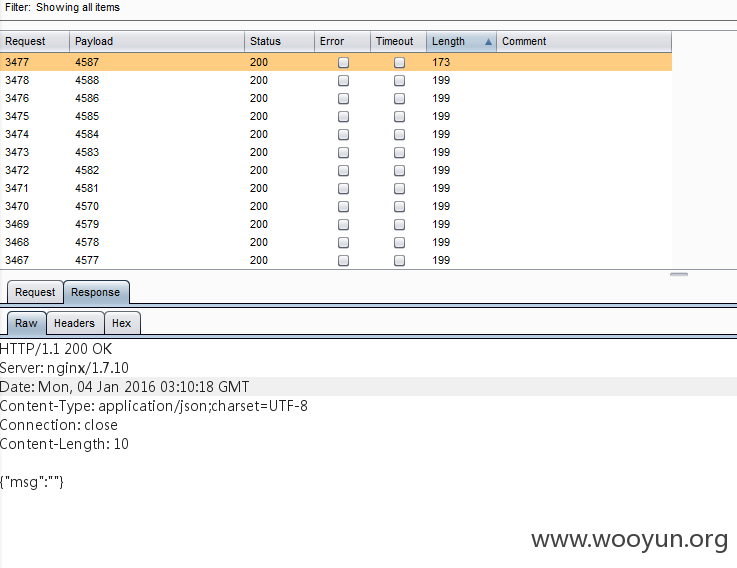 Filter: Showing all items
Request Payload Status Error Timeout Length Comment
3477 4587 200 173
3478 4588 200 199
3476 4586 200 199
3475 4585 200 199
3474 4584 200 199
3473 4583 200 199
3472 4582 200 199
3471 4581 200 199
3470 4570 200 199
3469 4579 200 199
3468 4578 200 199
3467 4577 200 199
Request Response
Raw Headers Hex
HTTP/1.1 200 OK
Server: nginx/1.7.10
Date: Mon, 04 Jan 2016 03:10:18 GMT
Content-Type: application/json;charset=UTF-8
Connection: close
Content-Length: 10
{"msg":""}
www.wooyun.org